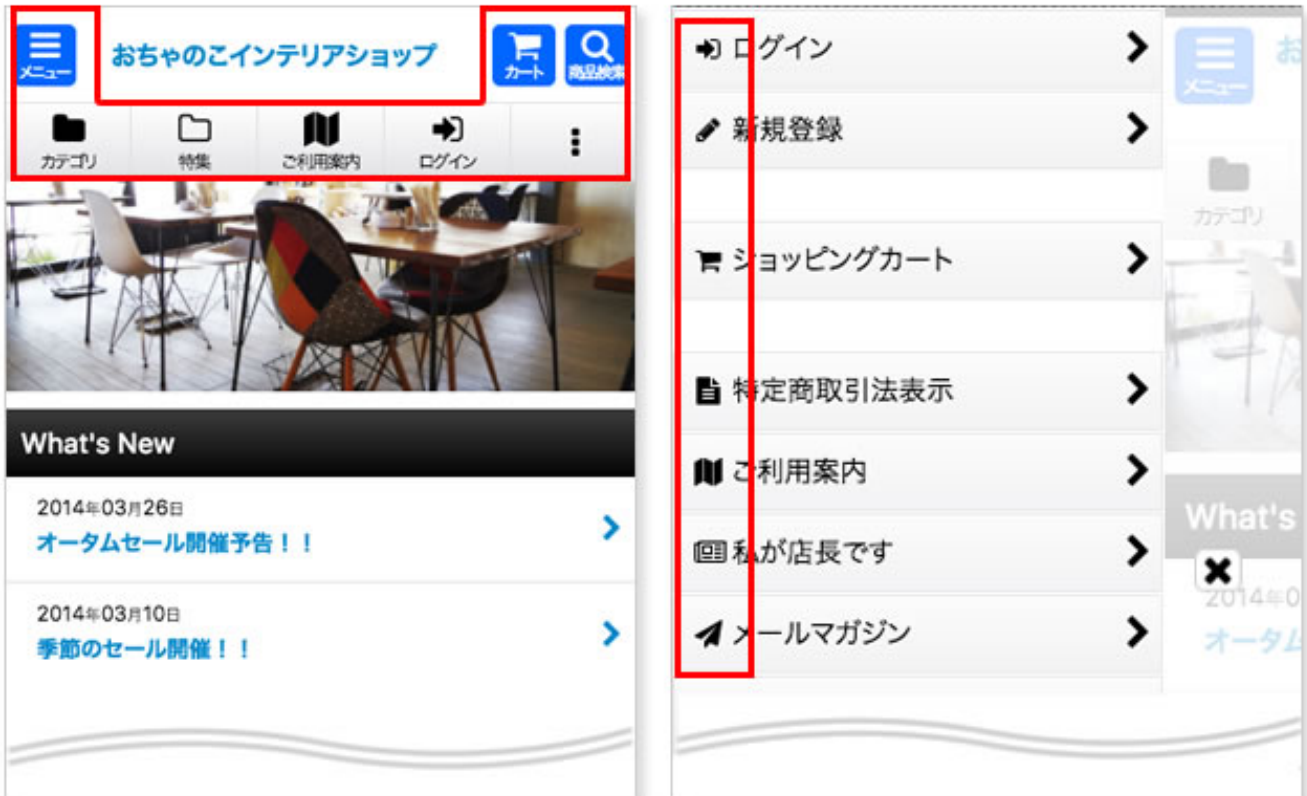 メニュー
おちゃのこインテリアショップ
カート
商品検索
カテゴリ
特集
ご利用案内
ログイン
What's New
2014年03月26日
オータムセール開催予告！！
2014年03月10日
季節のセール開催！！
ログイン
新規登録
ショッピングカート
特定商取引法表示
ご利用案内
私が店長です
メールマガジン
メニュー
お
カテゴリ
What's
2014年0
オータム